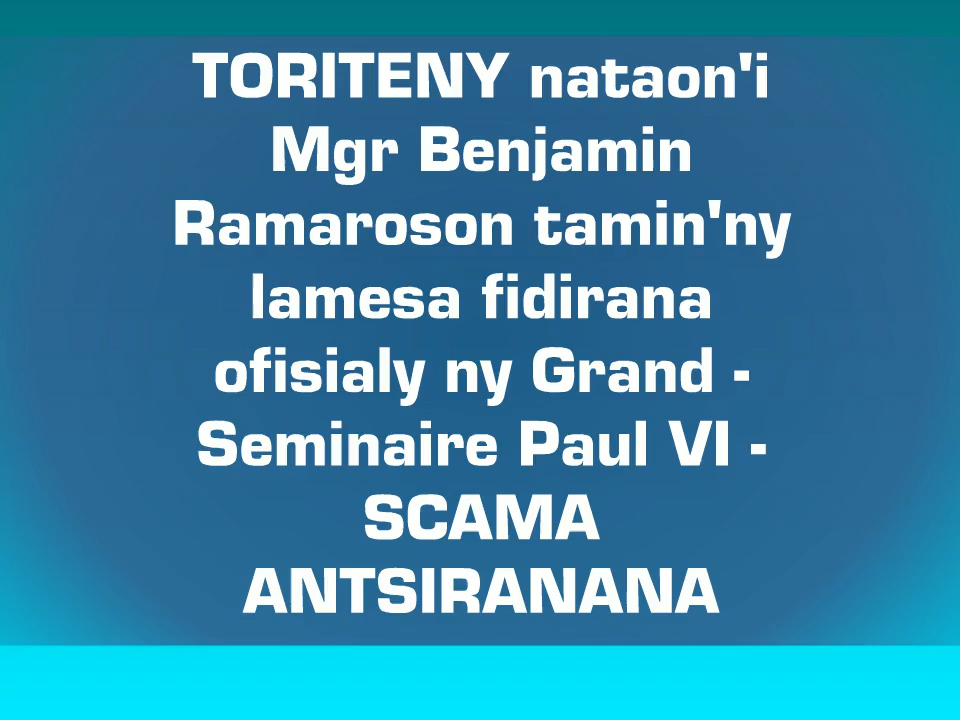 TORITENY nataon'i
Mgr Benjamin
Ramaroson tamin'ny
lamesa fidirana
ofisialy ny Grand -
Seminaire Paul VI -
SCAMA
ANTSIRANANA